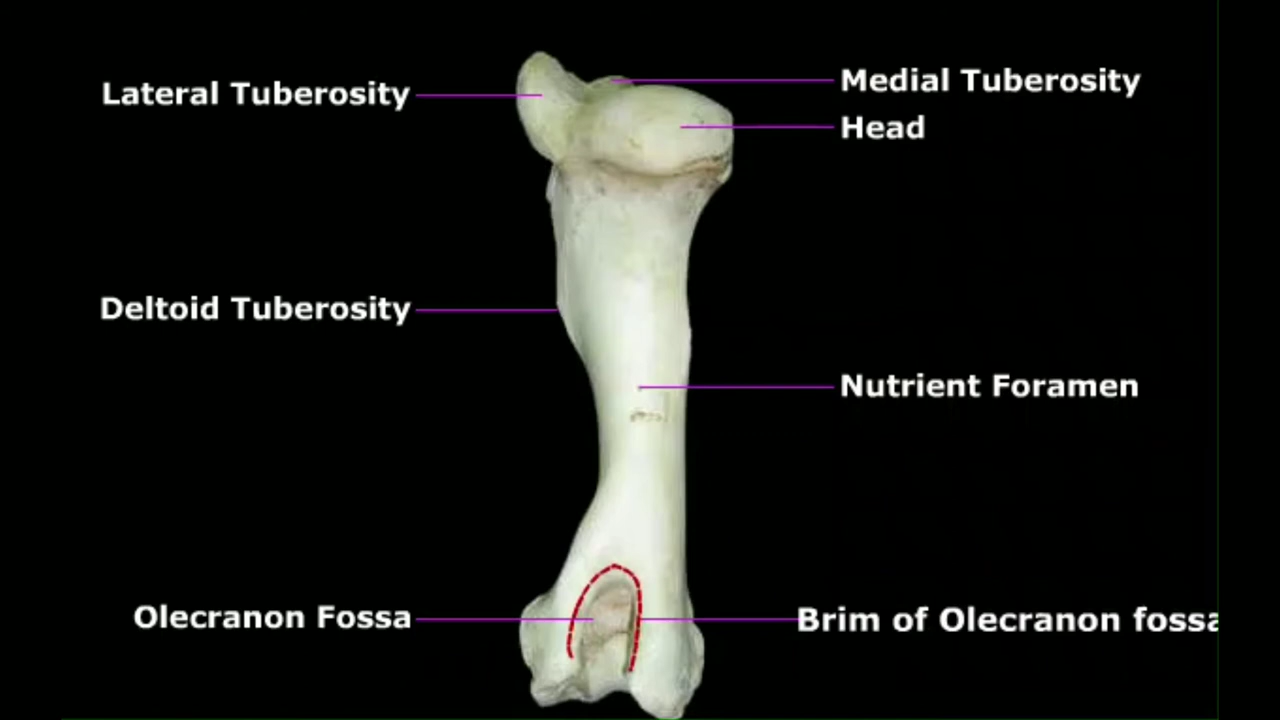 Lateral Tuberosity
Medial Tuberosity
Head
Deltoid Tuberosity
Nutrient Foramen
Olecranon Fossa
Brim of Olecranon fossa